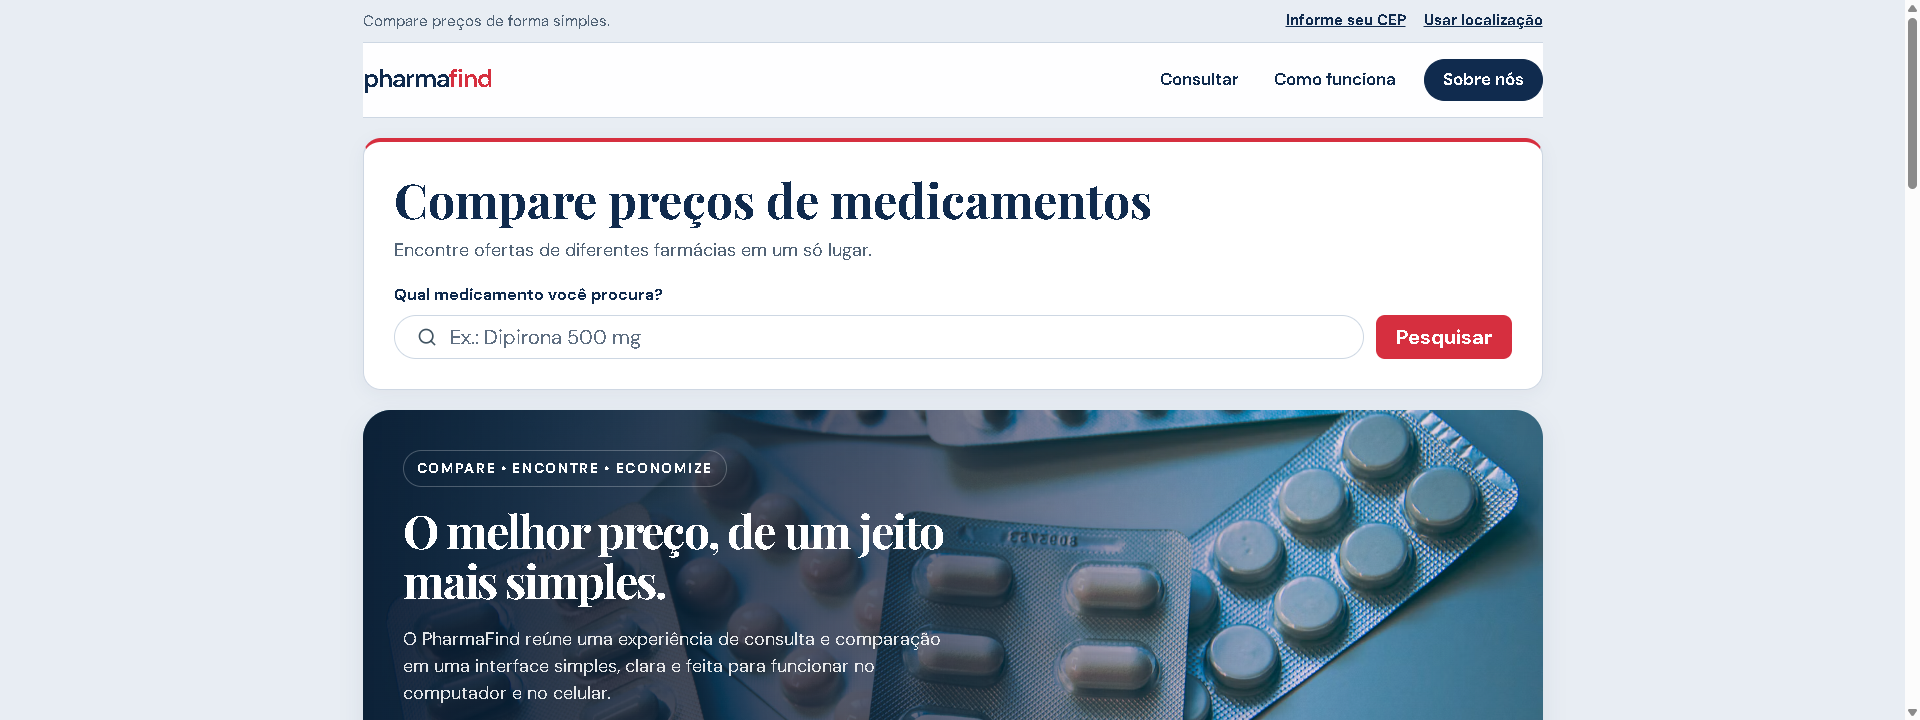 Compare preços de forma simples.
Informe seu CEP
Usar localização
pharmafind
Consultar
Como funciona
Sobre nós
Compare preços de medicamentos
Encontre ofertas de diferentes farmácias em um só lugar.
Qual medicamento você procura?
Ex.: Dipirona 500 mg
Pesquisar
COMPARE • ENCONTRE • ECONOMIZE
O melhor preço, de um jeito
mais simples.
O PharmaFind reúne uma experiência de consulta e comparação
em uma interface simples, clara e feita para funcionar no
computador e no celular.